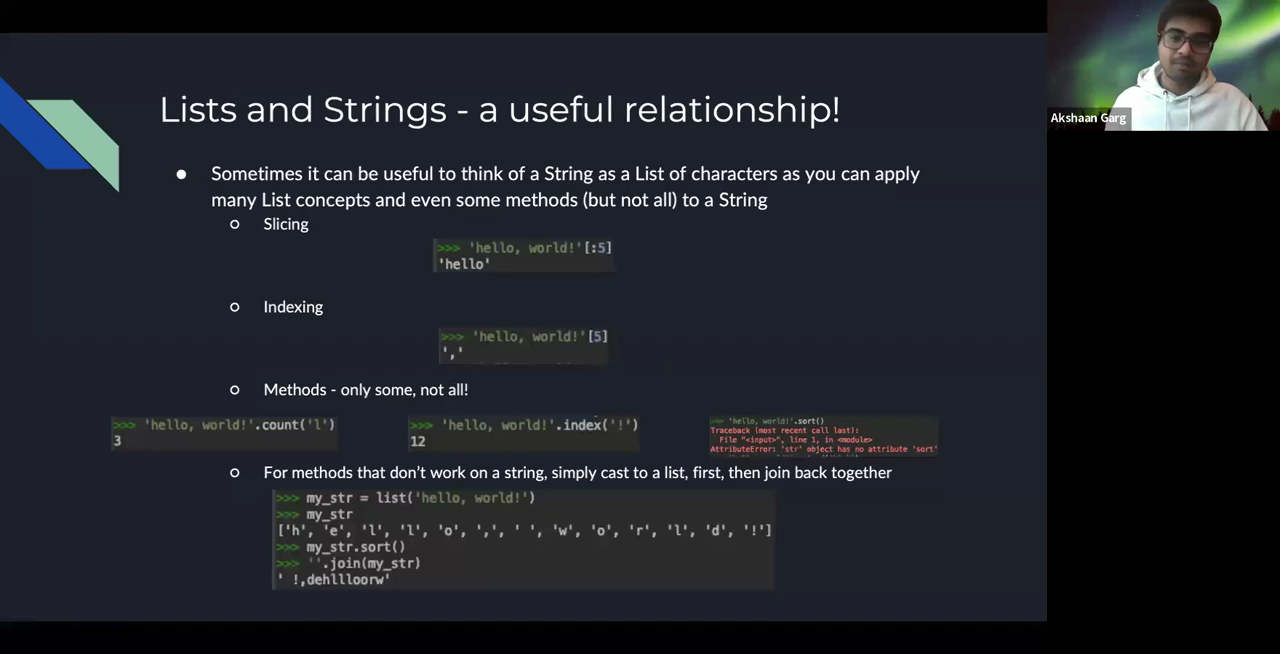 Lists and Strings - a useful relationship!
Akshaan Garg
● Sometimes it can be useful to think of a String as a List of characters as you can apply
many List concepts and even some methods (but not all) to a String
○ Slicing
>>> 'hello, world!'[:5]
'hello'
○ Indexing
>>> 'hello, world!'[5]
','
○ Methods - only some, not all!
>>> 'hello, world!'.count('l')
3
>>> 'hello, world!'.index('!')
12
>>> 'hello, world!'.sort()
Traceback (most recent call last):
File "<input>", line 1, in <module>
AttributeError: 'str' object has no attribute 'sort'
○ For methods that don’t work on a string, simply cast to a list, first, then join back together
>>> my_str = list('hello, world!')
>>> my_str
['h', 'e', 'l', 'l', 'o', ',', ' ', 'w', 'o', 'r', 'l', 'd', '!']
>>> my_str.sort()
>>> ''.join(my_str)
' !,dehllloorw'